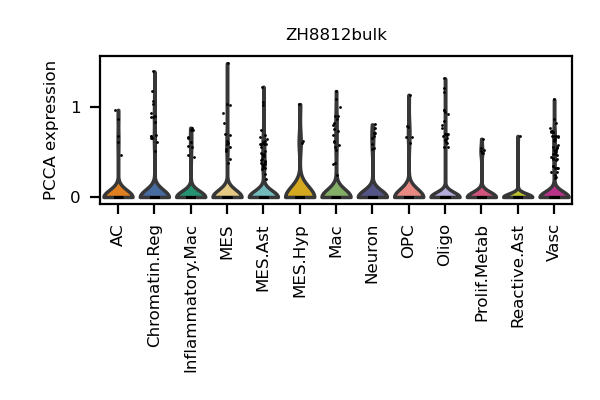 ZH8812bulk
PCCA expression
1
0
AC
Chromatin.Reg
Inflammatory.Mac
MES
MES.Ast
MES.Hyp
Mac
Neuron
OPC
Oligo
Prolif.Metab
Reactive.Ast
Vasc